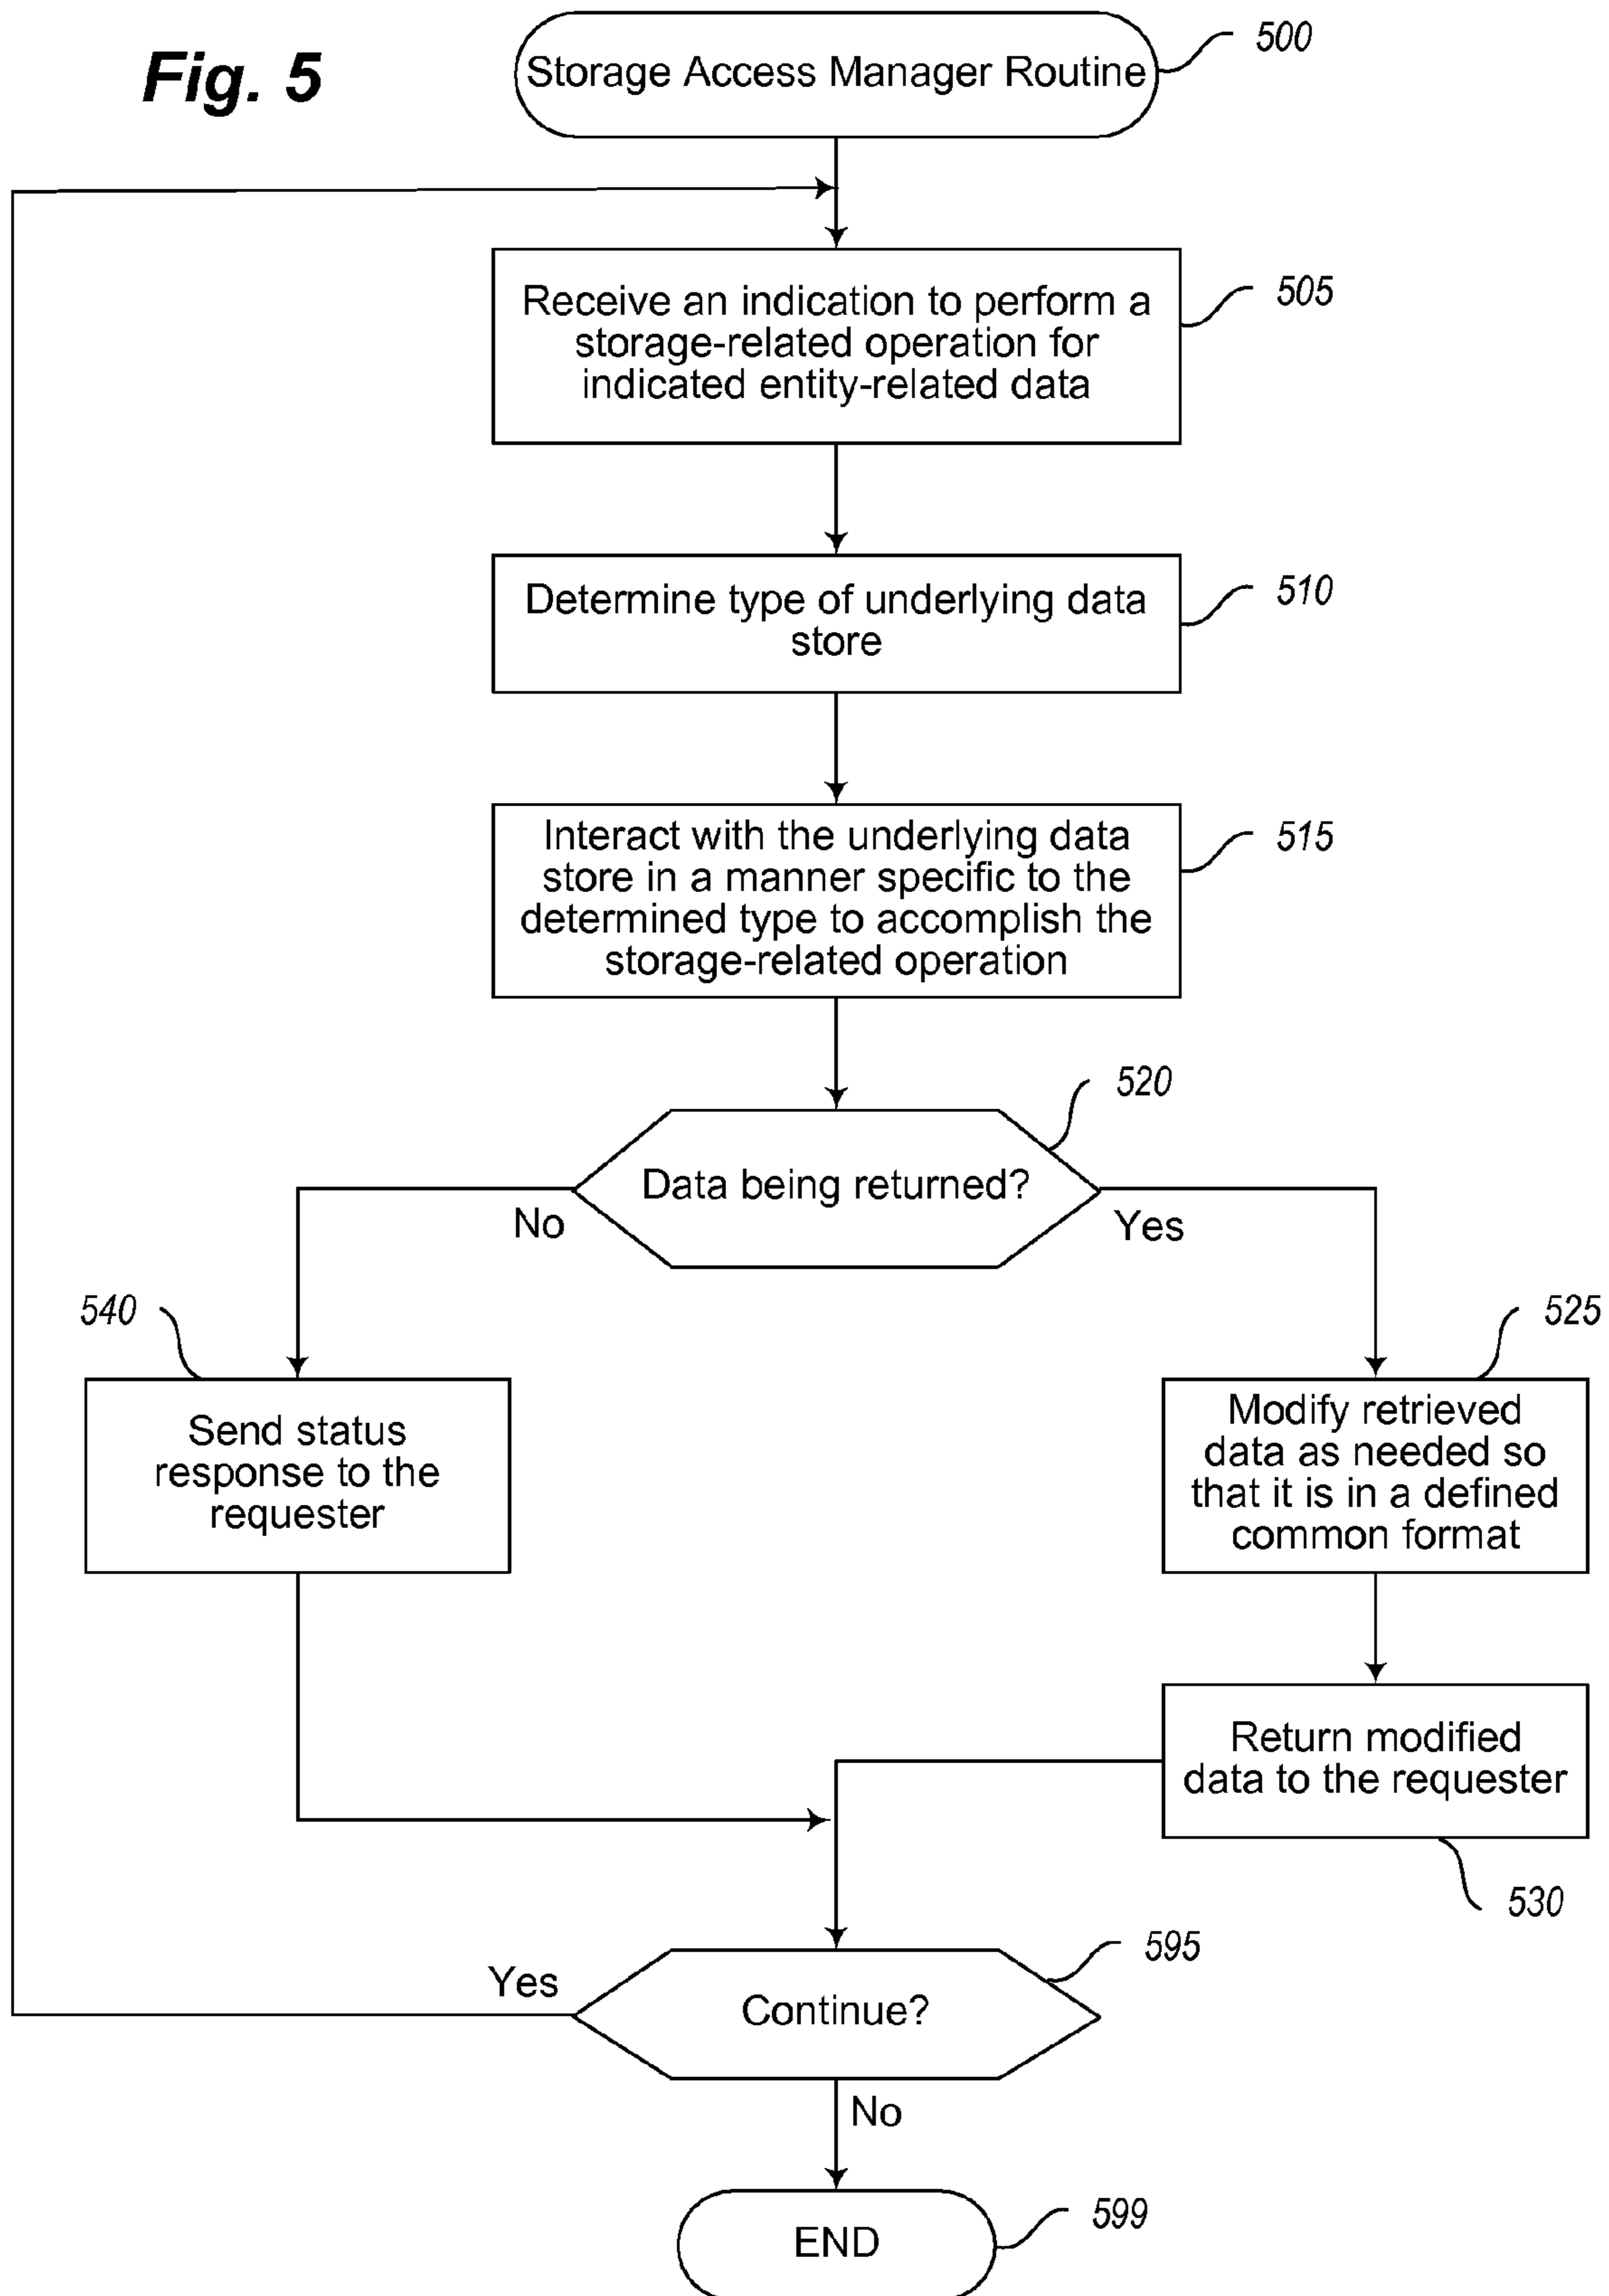 Fig. 5
Storage Access Manager Routine
500
Receive an indication to perform a
storage-related operation for
indicated entity-related data
505
Determine type of underlying data
store
510
Interact with the underlying data
store in a manner specific to the
determined type to accomplish the
storage-related operation
515
520
Data being returned?
No
Yes
540
525
Send status
response to the
requester
Modify retrieved
data as needed so
that it is in a defined
common format
Return modified
data to the requester
530
595
Yes
Continue?
No
END
599